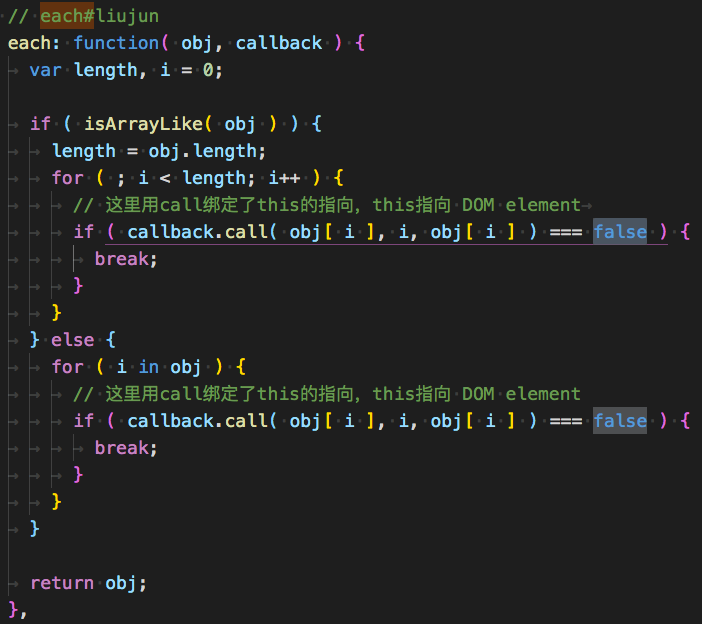 // each#liujun
each: function( obj, callback ) {
var length, i = 0;
if ( isArrayLike( obj ) ) {
length = obj.length;
for ( ; i < length; i++ ) {
// 这里用call绑定了this的指向，this指向 DOM element
if ( callback.call( obj[ i ], i, obj[ i ] ) === false ) {
break;
}
}
} else {
for ( i in obj ) {
// 这里用call绑定了this的指向，this指向 DOM element
if ( callback.call( obj[ i ], i, obj[ i ] ) === false ) {
break;
}
}
}
return obj;
},